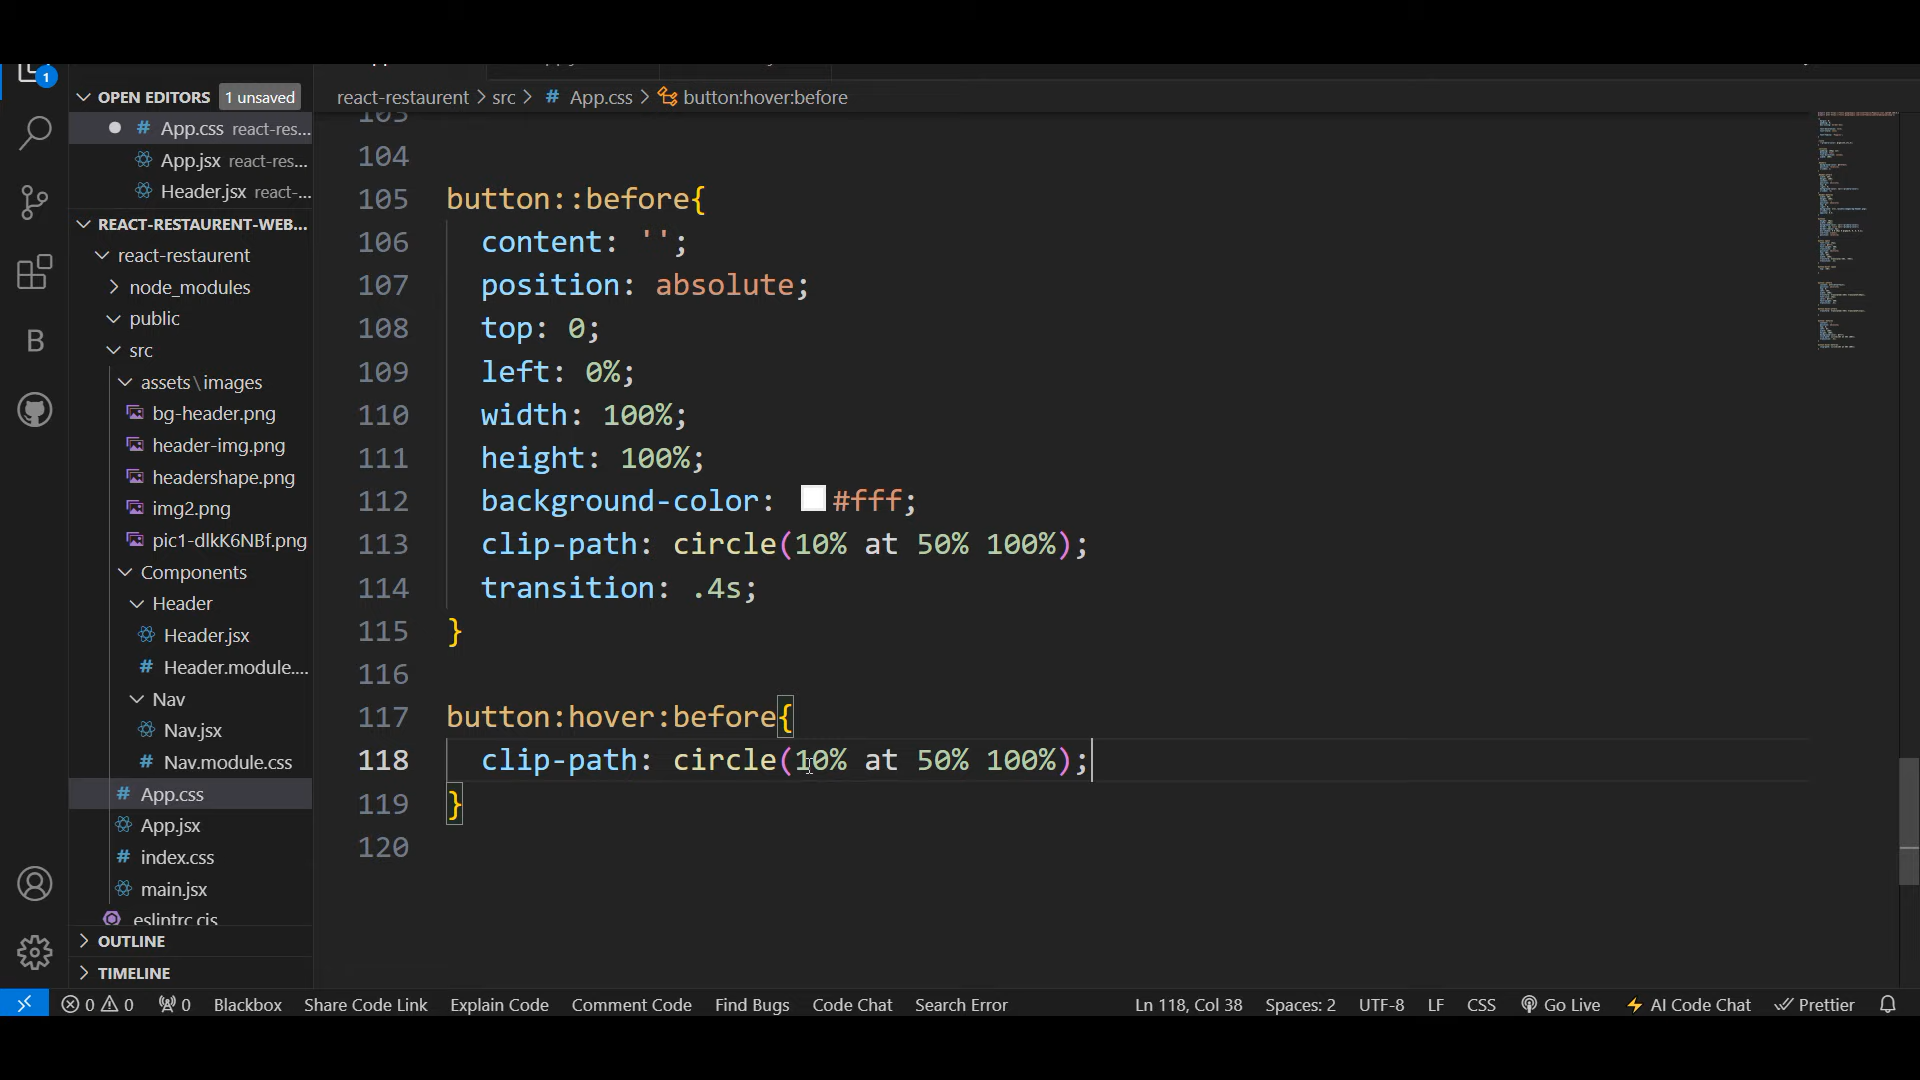 1
OPEN EDITORS 1 unsaved
# App.css react-res...
App.jsx react-res...
Header.jsx react-...
REACT-RESTAURENT-WEB...
react-restaurent
node_modules
public
src
assets\images
bg-header.png
header-img.png
headershape.png
img2.png
pic1-dlkK6NBf.png
Components
Header
Header.jsx
# Header.module....
Nav
Nav.jsx
# Nav.module.css
# App.css
App.jsx
# index.css
main.jsx
eslintrc.cjs
OUTLINE
TIMELINE
react-restaurent > src > # App.css > button:hover:before
103
104
105 button::before{
106 content: '';
107 position: absolute;
108 top: 0;
109 left: 0%;
110 width: 100%;
111 height: 100%;
112 background-color: #fff;
113 clip-path: circle(10% at 50% 100%);
114 transition: .4s;
115 }
116
117 button:hover:before{
118 clip-path: circle(10% at 50% 100%);
119 }
120
0 0 0 Blackbox Share Code Link Explain Code Comment Code Find Bugs Code Chat Search Error Ln 118, Col 38 Spaces: 2 UTF-8 LF CSS Go Live AI Code Chat Prettier